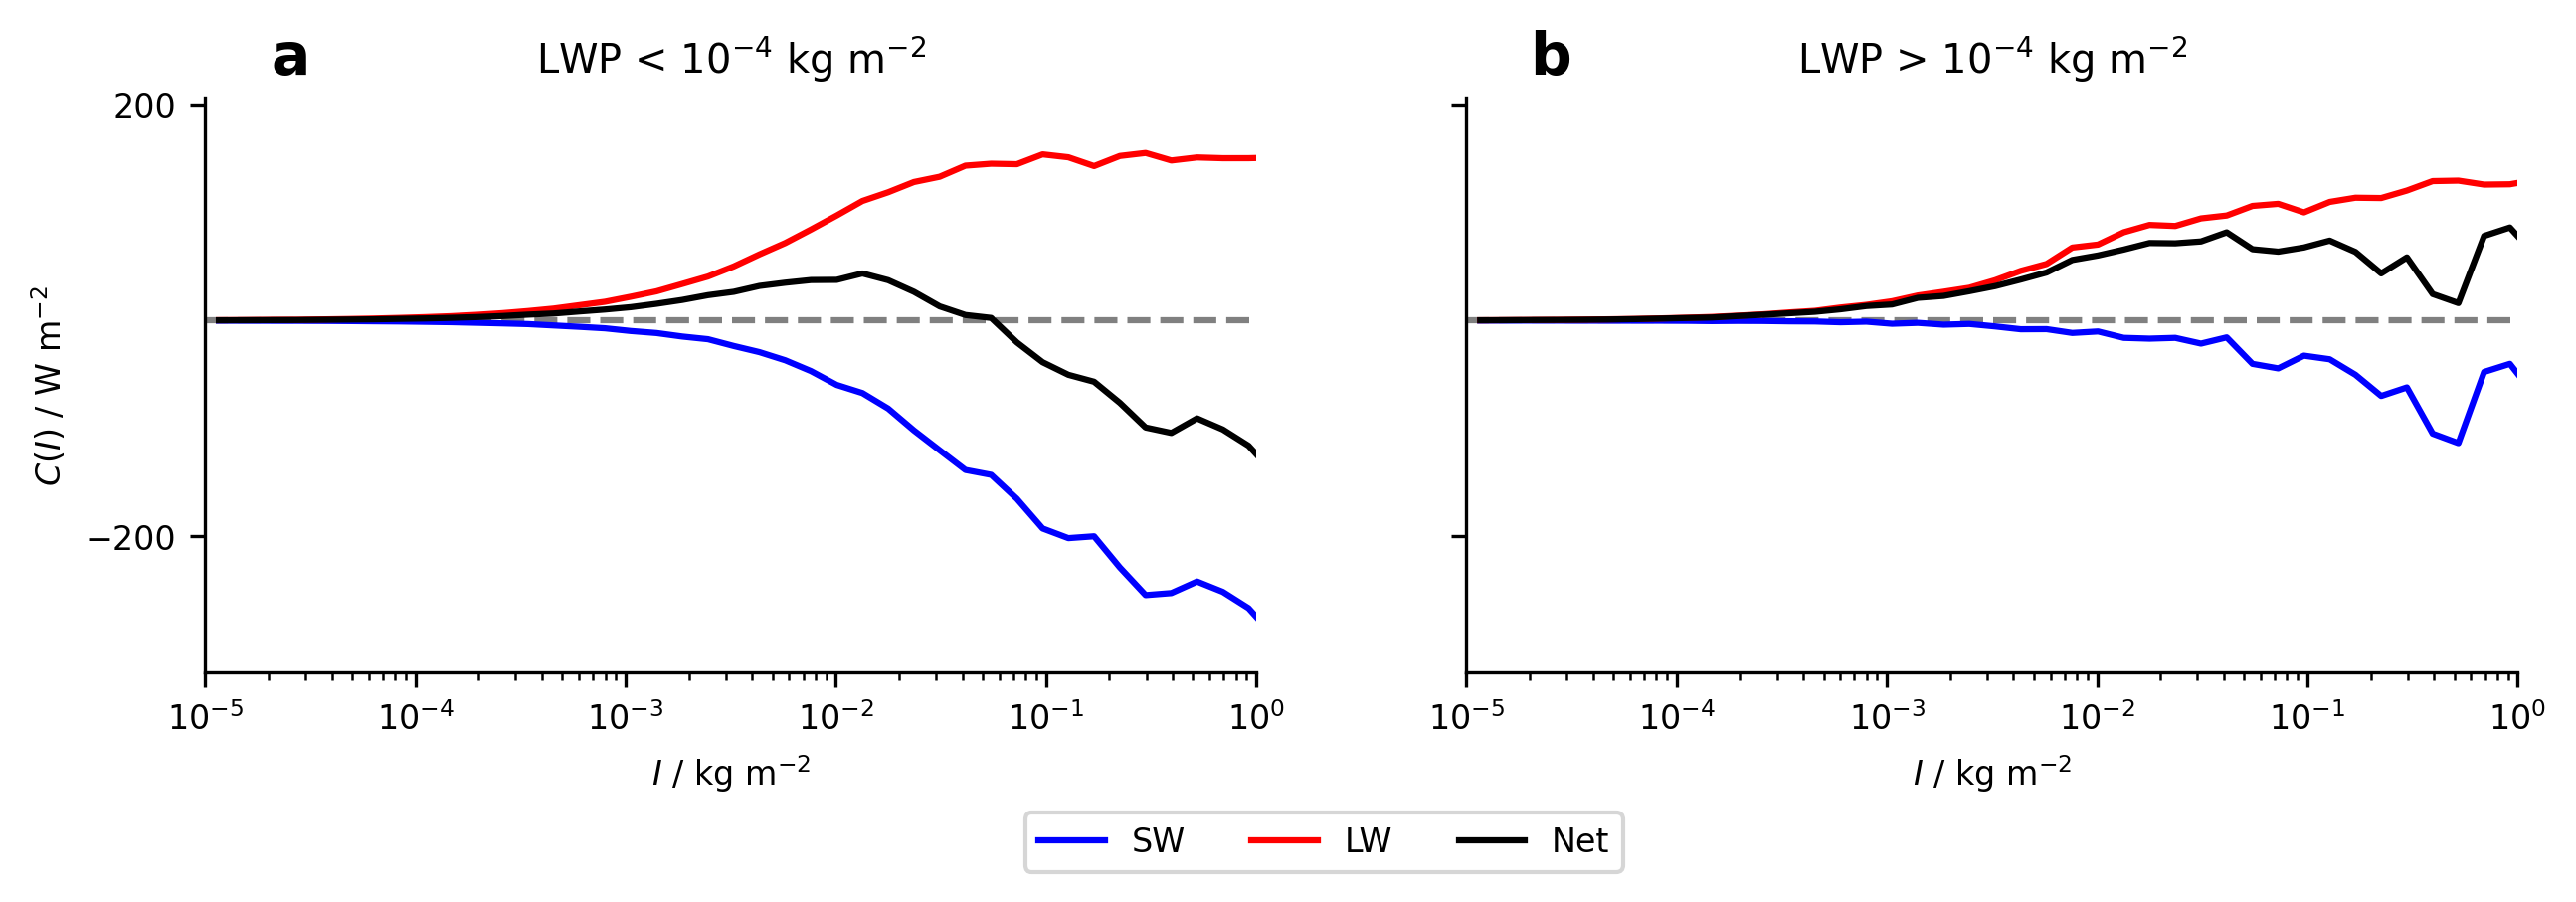 a
LWP < 10⁻⁴ kg m⁻²
b
LWP > 10⁻⁴ kg m⁻²
200
−200
C(I) / W m⁻²
10⁻⁵ 10⁻⁴ 10⁻³ 10⁻² 10⁻¹ 10⁰
10⁻⁵ 10⁻⁴ 10⁻³ 10⁻² 10⁻¹ 10⁰
I / kg m⁻²
I / kg m⁻²
SW LW Net